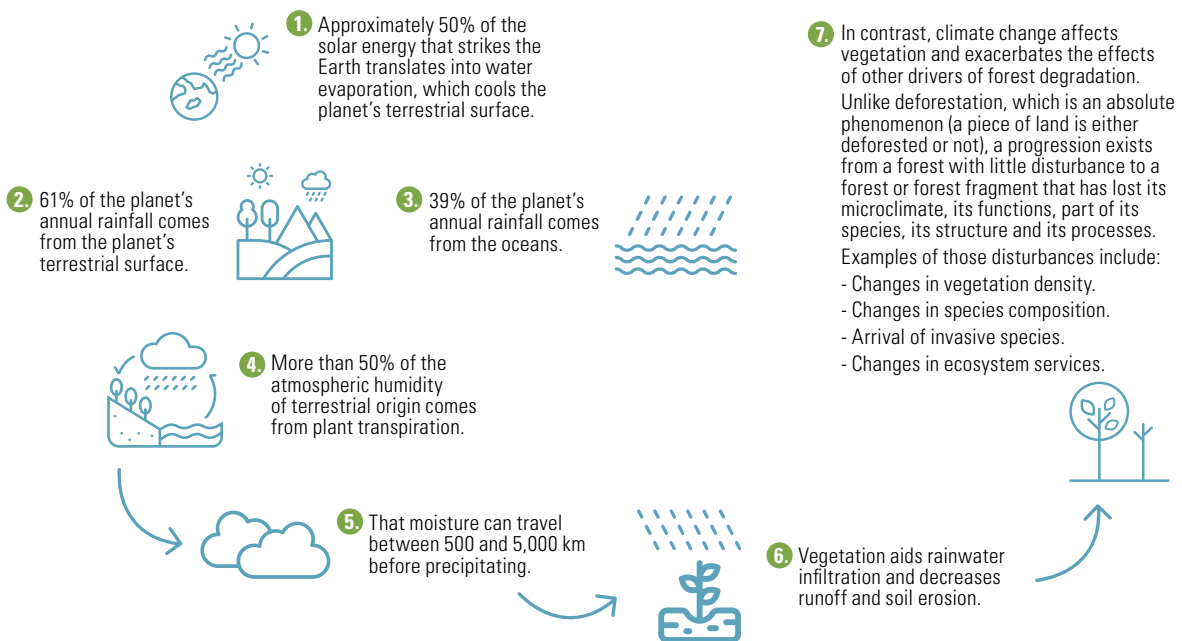 1. Approximately 50% of the
solar energy that strikes the
Earth translates into water
evaporation, which cools the
planet's terrestrial surface.
2. 61% of the planet's
annual rainfall comes
from the planet's
terrestrial surface.
3. 39% of the planet's
annual rainfall comes
from the oceans.
4. More than 50% of the
atmospheric humidity
of terrestrial origin comes
from plant transpiration.
5. That moisture can travel
between 500 and 5,000 km
before precipitating.
6. Vegetation aids rainwater
infiltration and decreases
runoff and soil erosion.
7. In contrast, climate change affects
vegetation and exacerbates the effects
of other drivers of forest degradation.
Unlike deforestation, which is an absolute
phenomenon (a piece of land is either
deforested or not), a progression exists
from a forest with little disturbance to a
forest or forest fragment that has lost its
microclimate, its functions, part of its
species, its structure and its processes.
Examples of those disturbances include:
- Changes in vegetation density.
- Changes in species composition.
- Arrival of invasive species.
- Changes in ecosystem services.